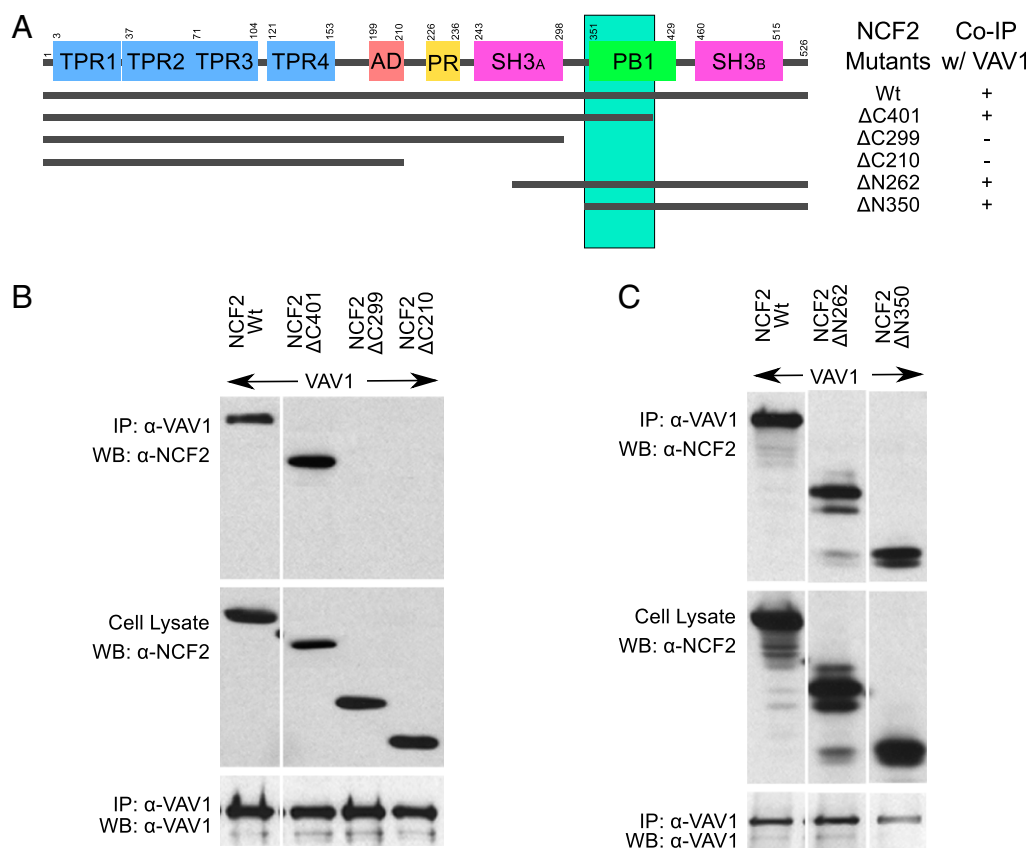 A
1 3 37 71 104 121 153 199 210 226 236 243 298 351 429 460 515 526
TPR1 TPR2 TPR3 TPR4 AD PR SH3A PB1 SH3B
NCF2 Mutants Co-IP w/ VAV1
Wt +
ΔC401 +
ΔC299 -
ΔC210 -
ΔN262 +
ΔN350 +
B
NCF2 Wt
NCF2 ΔC401
NCF2 ΔC299
NCF2 ΔC210
VAV1
IP: α-VAV1
WB: α-NCF2
Cell Lysate
WB: α-NCF2
IP: α-VAV1
WB: α-VAV1
C
NCF2 Wt
NCF2 ΔN262
NCF2 ΔN350
VAV1
IP: α-VAV1
WB: α-NCF2
Cell Lysate
WB: α-NCF2
IP: α-VAV1
WB: α-VAV1